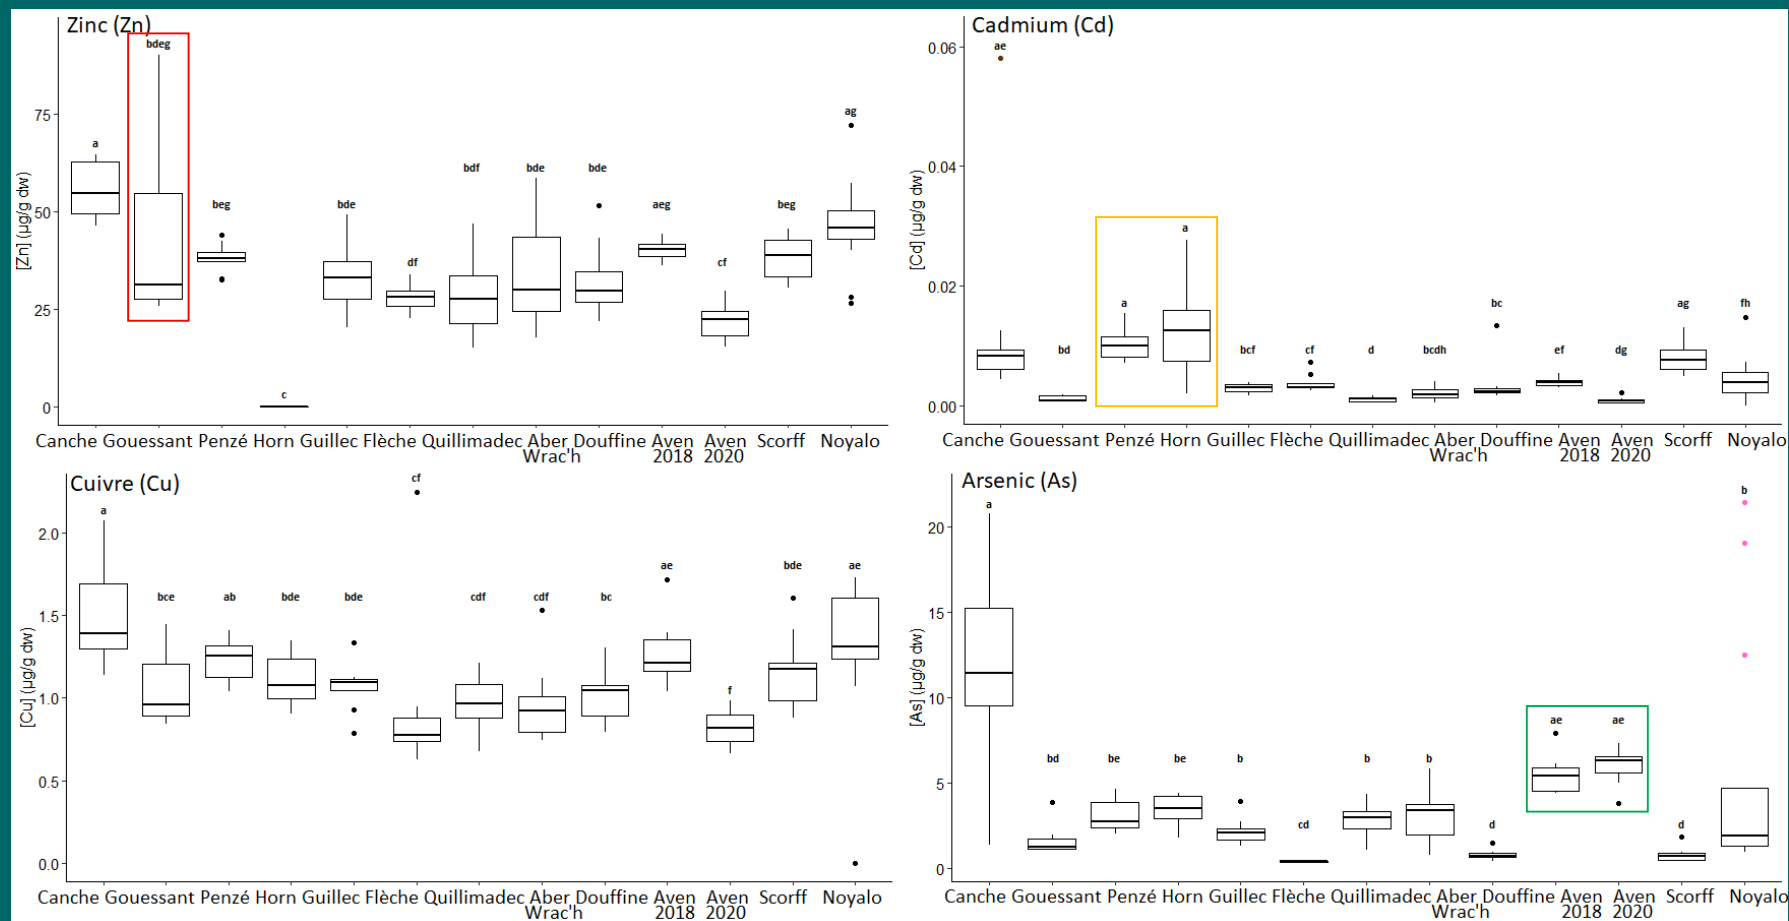 Zinc (Zn)
bdeg
a
beg
c
bde
df
bdf
bde
bde
aeg
cf
beg
ag
75
50
25
0
[Zn] (µg/g dw)
Canche Gouessant Penzé Horn Guillec Flèche Quillimadec Aber Douffine Aven Aven Scorff Noyalo
Wrac'h 2018 2020
Cadmium (Cd)
ae
bd
a
a
bcf
cf
d
bcdh
bc
ef
dg
ag
fh
0.06
0.04
0.02
0.00
[Cd] (µg/g dw)
Canche Gouessant Penzé Horn Guillec Flèche Quillimadec Aber Douffine Aven Aven Scorff Noyalo
Wrac'h 2018 2020
Cuivre (Cu)
a
bce
ab
bde
bde
cf
cdf
cdf
bc
ae
f
bde
ae
2.0
1.5
1.0
0.5
0.0
[Cu] (µg/g dw)
Canche Gouessant Penzé Horn Guillec Flèche Quillimadec Aber Douffine Aven Aven Scorff Noyalo
Wrac'h 2018 2020
Arsenic (As)
a
bd
be
be
b
cd
b
b
d
ae
ae
d
b
20
15
10
5
0
[As] (µg/g dw)
Canche Gouessant Penzé Horn Guillec Flèche Quillimadec Aber Douffine Aven Aven Scorff Noyalo
Wrac'h 2018 2020